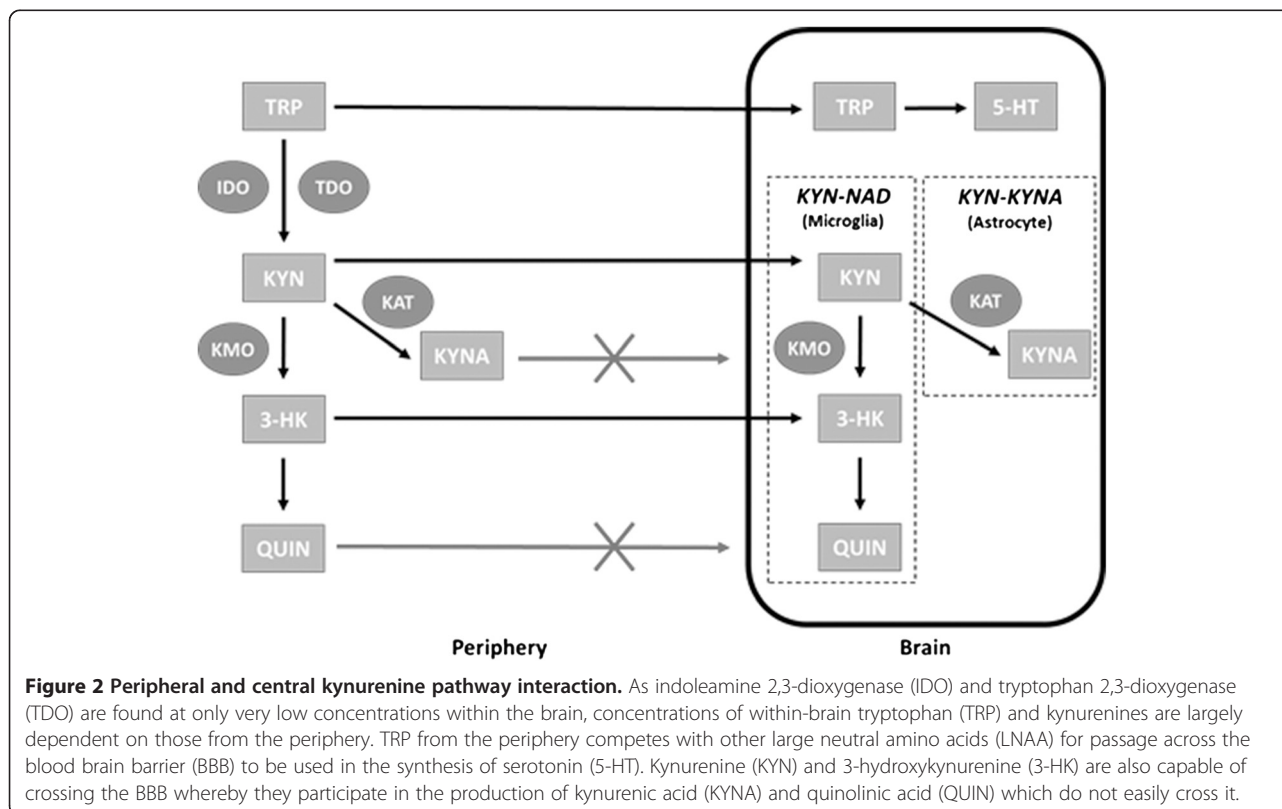 TRP TRP 5-HT
IDO TDO
KYN-NAD KYN-KYNA
(Microglia) (Astrocyte)
KYN KYN
KAT KAT
KMO KYNA KMO KYNA
3-HK 3-HK
QUIN QUIN
Periphery Brain
Figure 2 Peripheral and central kynurenine pathway interaction. As indoleamine 2,3-dioxygenase (IDO) and tryptophan 2,3-dioxygenase
(TDO) are found at only very low concentrations within the brain, concentrations of within-brain tryptophan (TRP) and kynurenines are largely
dependent on those from the periphery. TRP from the periphery competes with other large neutral amino acids (LNAA) for passage across the
blood brain barrier (BBB) to be used in the synthesis of serotonin (5-HT). Kynurenine (KYN) and 3-hydroxykynurenine (3-HK) are also capable of
crossing the BBB whereby they participate in the production of kynurenic acid (KYNA) and quinolinic acid (QUIN) which do not easily cross it.